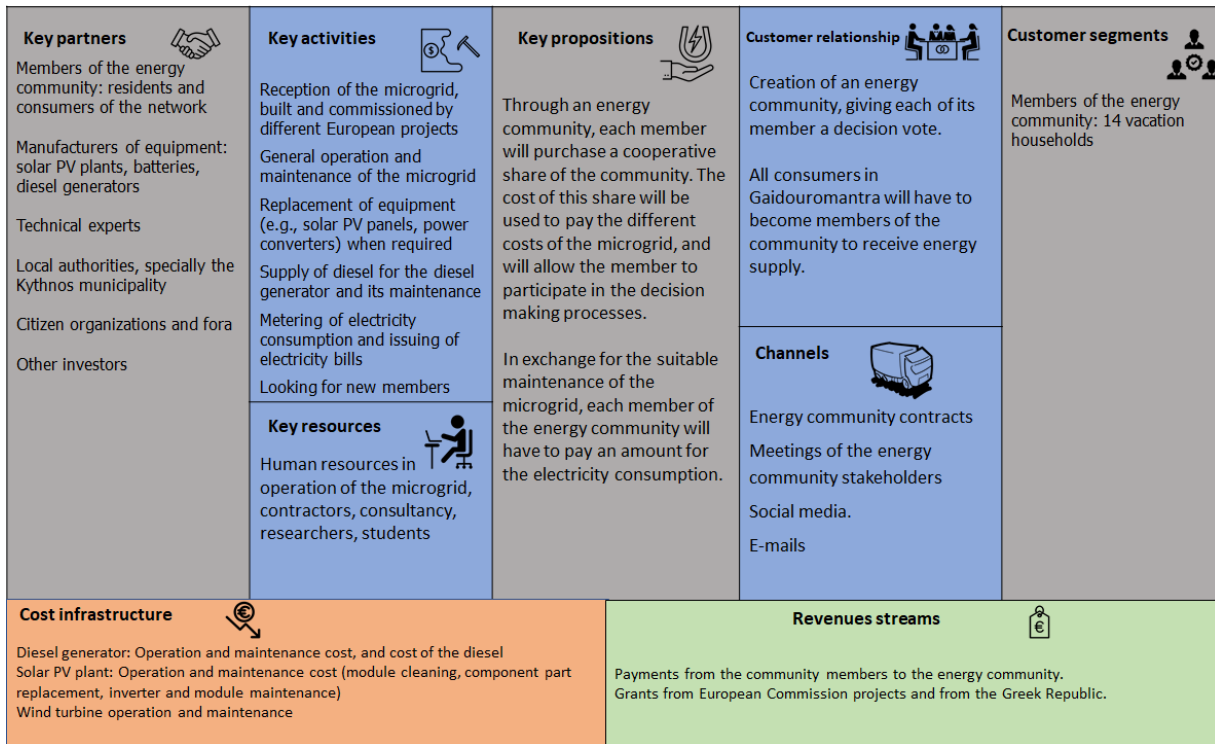 Key partners
Members of the energy
community: residents and
consumers of the network
Manufacturers of equipment:
solar PV plants, batteries,
diesel generators
Technical experts
Local authorities, specially the
Kythnos municipality
Citizen organizations and fora
Other investors
Key activities
Reception of the microgrid,
built and commissioned by
different European projects
General operation and
maintenance of the microgrid
Replacement of equipment
(e.g., solar PV panels, power
converters) when required
Supply of diesel for the diesel
generator and its maintenance
Metering of electricity
consumption and issuing of
electricity bills
Looking for new members
Key resources
Human resources in
operation of the microgrid,
contractors, consultancy,
researchers, students
Key propositions
Through an energy
community, each member
will purchase a cooperative
share of the community. The
cost of this share will be
used to pay the different
costs of the microgrid, and
will allow the member to
participate in the decision
making processes.
In exchange for the suitable
maintenance of the
microgrid, each member of
the energy community will
have to pay an amount for
the electricity consumption.
Customer relationship
Creation of an energy
community, giving each of its
member a decision vote.
All consumers in
Gaidouromantra will have to
become members of the
community to receive energy
supply.
Channels
Energy community contracts
Meetings of the energy
community stakeholders
Social media.
E-mails
Customer segments
Members of the energy
community: 14 vacation
households
Cost infrastructure
Diesel generator: Operation and maintenance cost, and cost of the diesel
Solar PV plant: Operation and maintenance cost (module cleaning, component part
replacement, inverter and module maintenance)
Wind turbine operation and maintenance
Revenues streams
Payments from the community members to the energy community.
Grants from European Commission projects and from the Greek Republic.